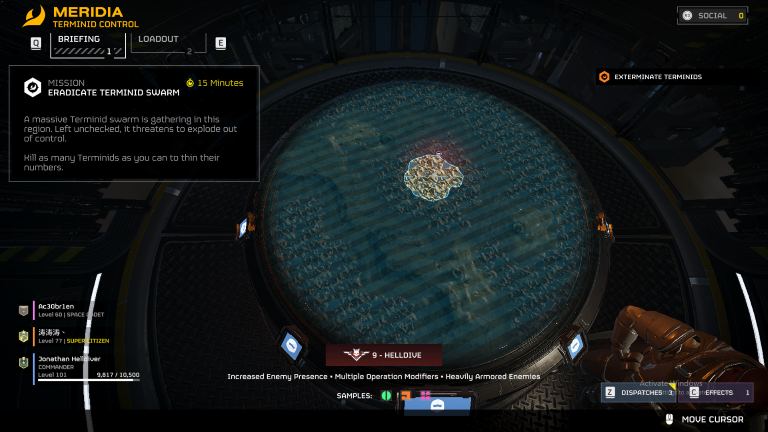 MERIDIA
TERMINID CONTROL
SOCIAL 0
Q BRIEFING 1 LOADOUT 2 E
MISSION 15 Minutes
ERADICATE TERMINID SWARM
EXTERMINATE TERMINIDS
A massive Terminid swarm is gathering in this
region. Left unchecked, it threatens to explode out
of control.
Kill as many Terminids as you can to thin their
numbers.
Ac30br1en
Level 60 | SPACE CADET
涛涛涛丶
Level 77 | SUPER CITIZEN
Jonathan Helldiver
COMMANDER
Level 101 9,817 / 10,500
9 - HELLDIVE
Increased Enemy Presence • Multiple Operation Modifiers • Heavily Armored Enemies
SAMPLES:
Activate Windows
Z DISPATCHES 3 C EFFECTS 1
MOVE CURSOR